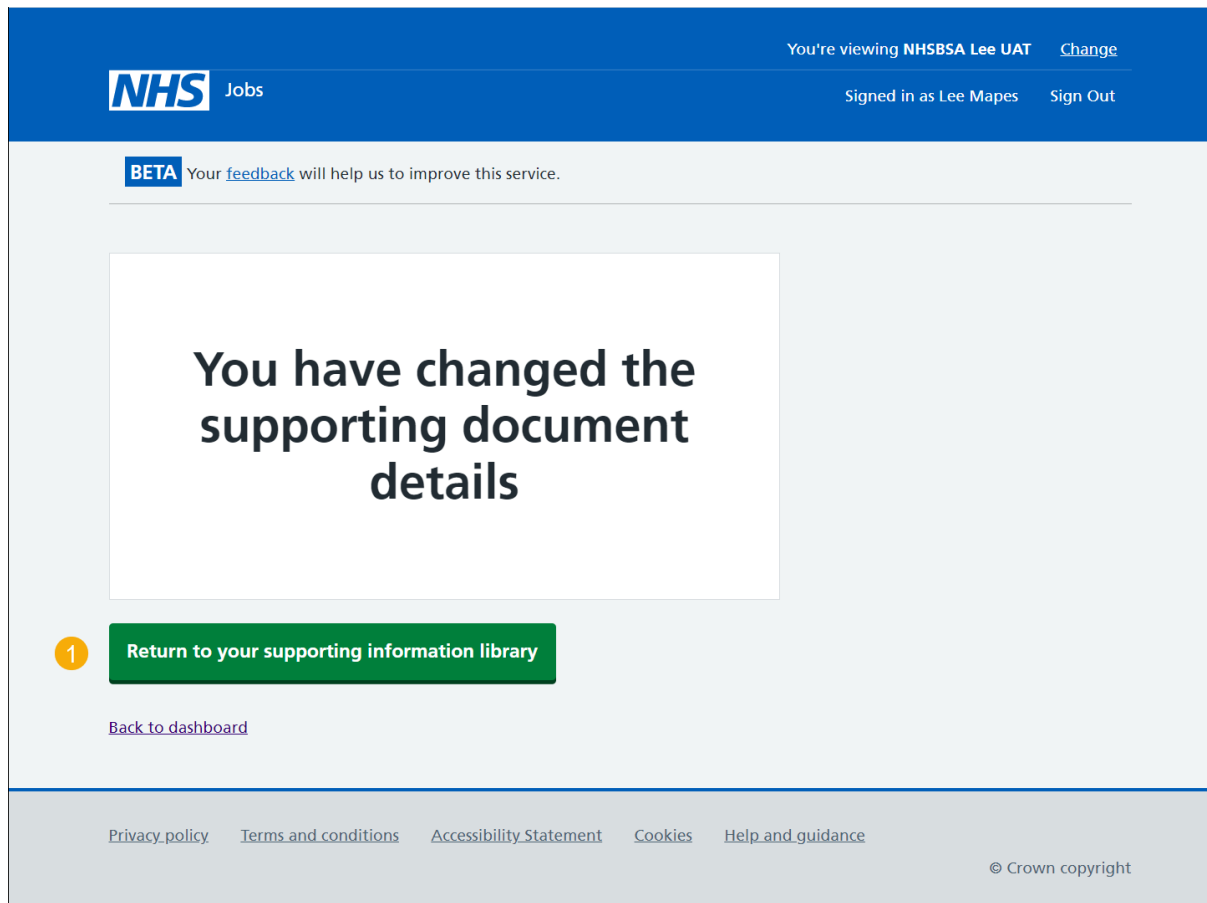 You're viewing NHSBSA Lee UAT Change
NHS Jobs
Signed in as Lee Mapes Sign Out
BETA Your feedback will help us to improve this service.
You have changed the
supporting document
details
1 Return to your supporting information library
Back to dashboard
Privacy policy Terms and conditions Accessibility Statement Cookies Help and guidance
© Crown copyright